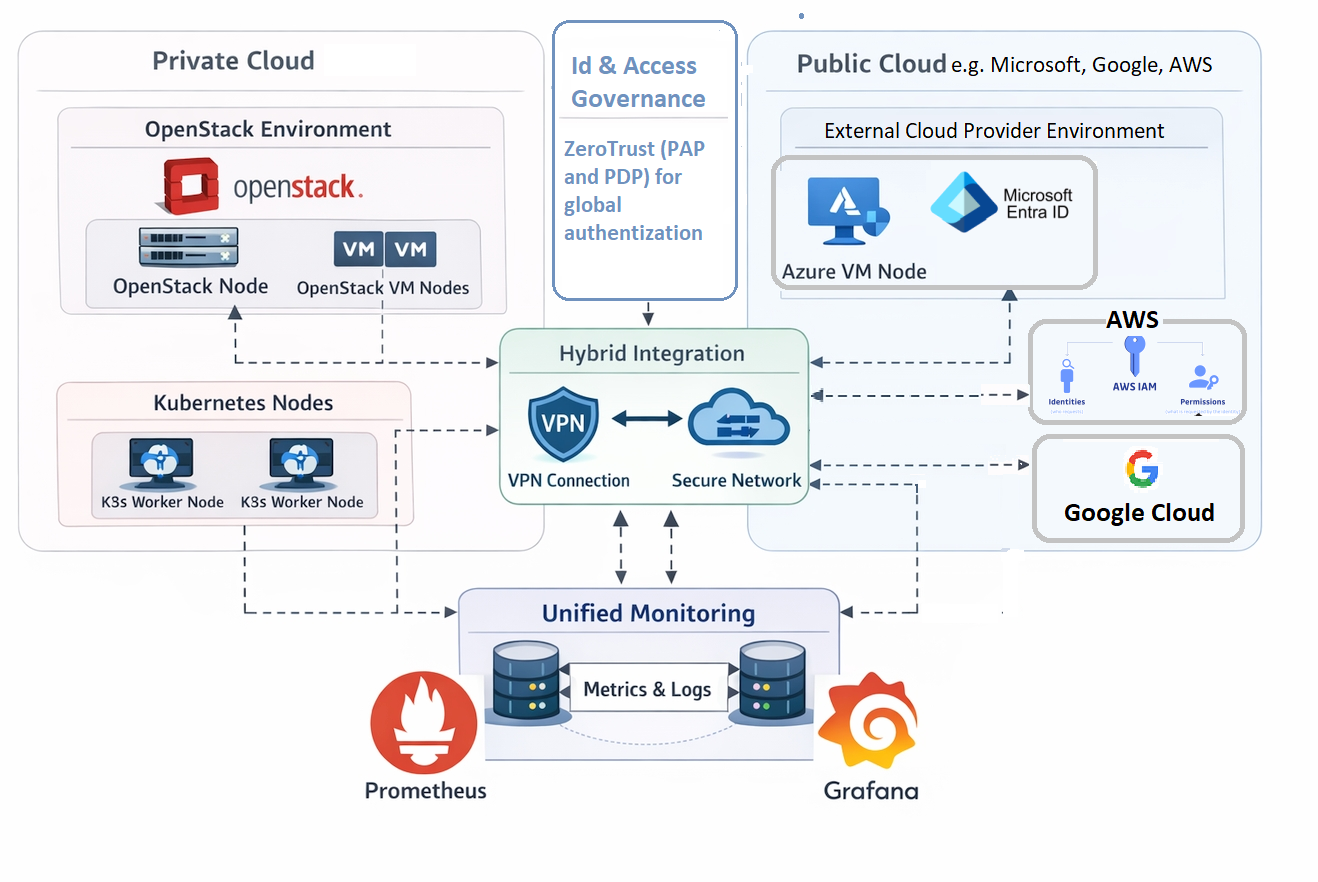 Private Cloud
OpenStack Environment
openstack.
OpenStack Node
VM VM
OpenStack VM Nodes
Kubernetes Nodes
K3s Worker Node
K3s Worker Node
Id & Access
Governance
ZeroTrust (PAP
and PDP) for
global
authentization
Public Cloud e.g. Microsoft, Google, AWS
External Cloud Provider Environment
Azure VM Node
Microsoft
Entra ID
AWS
Identities
AWS IAM
Permissions
Google Cloud
Hybrid Integration
VPN
VPN Connection
Secure Network
Unified Monitoring
Metrics & Logs
Prometheus
Grafana